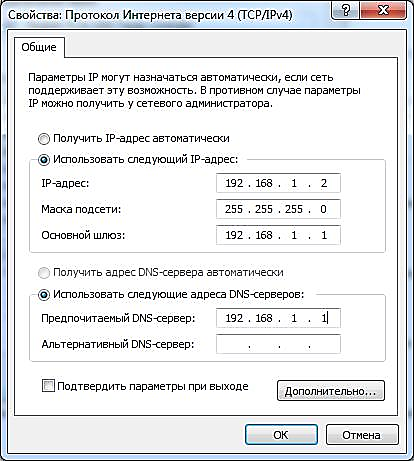 Свойства: Протокол Интернета версии 4 (TCP/IPv4)
Общие
Параметры IP могут назначаться автоматически, если сеть
поддерживает эту возможность. В противном случае параметры
IP можно получить у сетевого администратора.
Получить IP-адрес автоматически
Использовать следующий IP-адрес:
IP-адрес: 192 . 168 . 1 . 2
Маска подсети: 255 . 255 . 255 . 0
Основной шлюз: 192 . 168 . 1 . 1
Получить адрес DNS-сервера автоматически
Использовать следующие адреса DNS-серверов:
Предпочитаемый DNS-сервер: 192 . 168 . 1 . 1
Альтернативный DNS-сервер: . . .
Подтвердить параметры при выходе
Дополнительно...
ОК Отмена